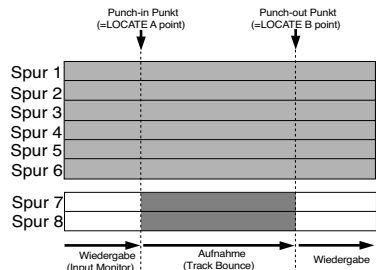 Punch-in Punkt
(=LOCATE A point)
Punch-out Punkt
(=LOCATE B point)
Spur 1
Spur 2
Spur 3
Spur 4
Spur 5
Spur 6
Spur 7
Spur 8
Wiedergabe
(Input Monitor)
Aufnahme
(Track Bounce)
Wiedergabe